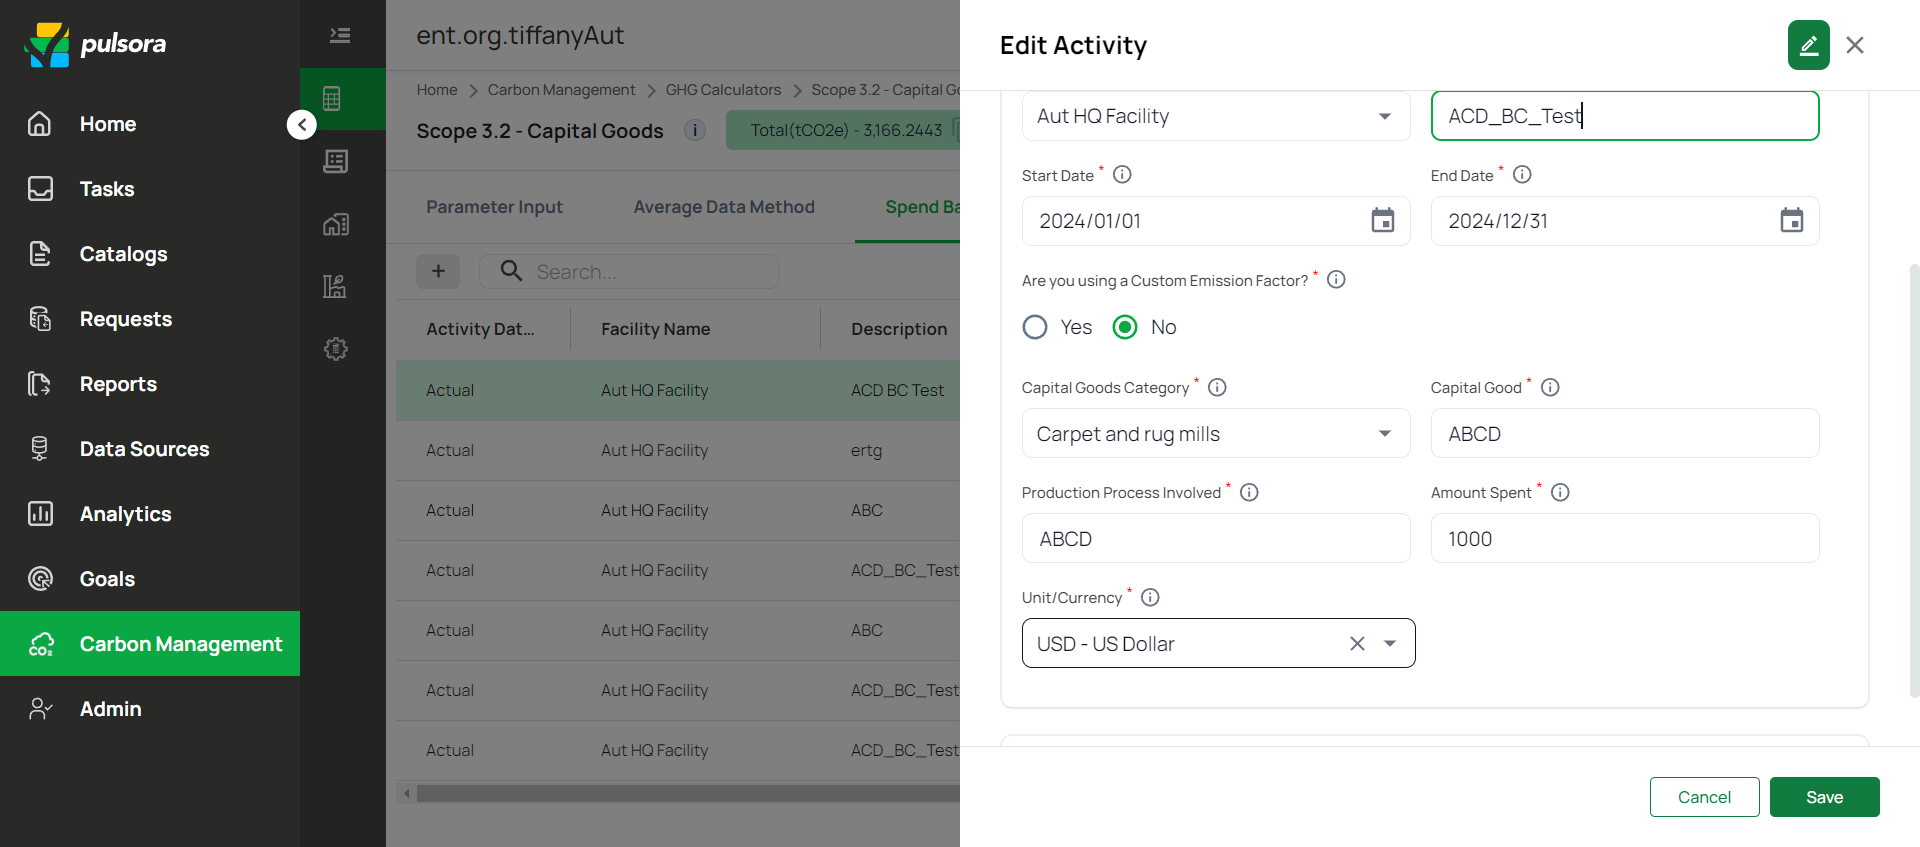 pulsora
Home
Tasks
Catalogs
Requests
Reports
Data Sources
Analytics
Goals
CO₂
Carbon Management
Admin
ent.org.tiffanyAut
Home > Carbon Management > GHG Calculators > Scope 3.2 - Capital Go
Scope 3.2 - Capital Goods
i
Total(tCO2e) - 3,166.2443
Parameter Input
Average Data Method
Spend Ba
+
Search...
Activity Dat...
Facility Name
Description
Actual
Aut HQ Facility
ACD BC Test
Actual
Aut HQ Facility
ertg
Actual
Aut HQ Facility
ABC
Actual
Aut HQ Facility
ACD_BC_Test
Actual
Aut HQ Facility
ABC
Actual
Aut HQ Facility
ACD_BC_Test
Actual
Aut HQ Facility
ACD_BC_Test
Edit Activity
Aut HQ Facility
ACD_BC_Test
Start Date *
2024/01/01
End Date *
2024/12/31
Are you using a Custom Emission Factor? *
Yes
No
Capital Goods Category *
Carpet and rug mills
Capital Good *
ABCD
Production Process Involved *
ABCD
Amount Spent *
1000
Unit/Currency *
USD - US Dollar
Cancel
Save